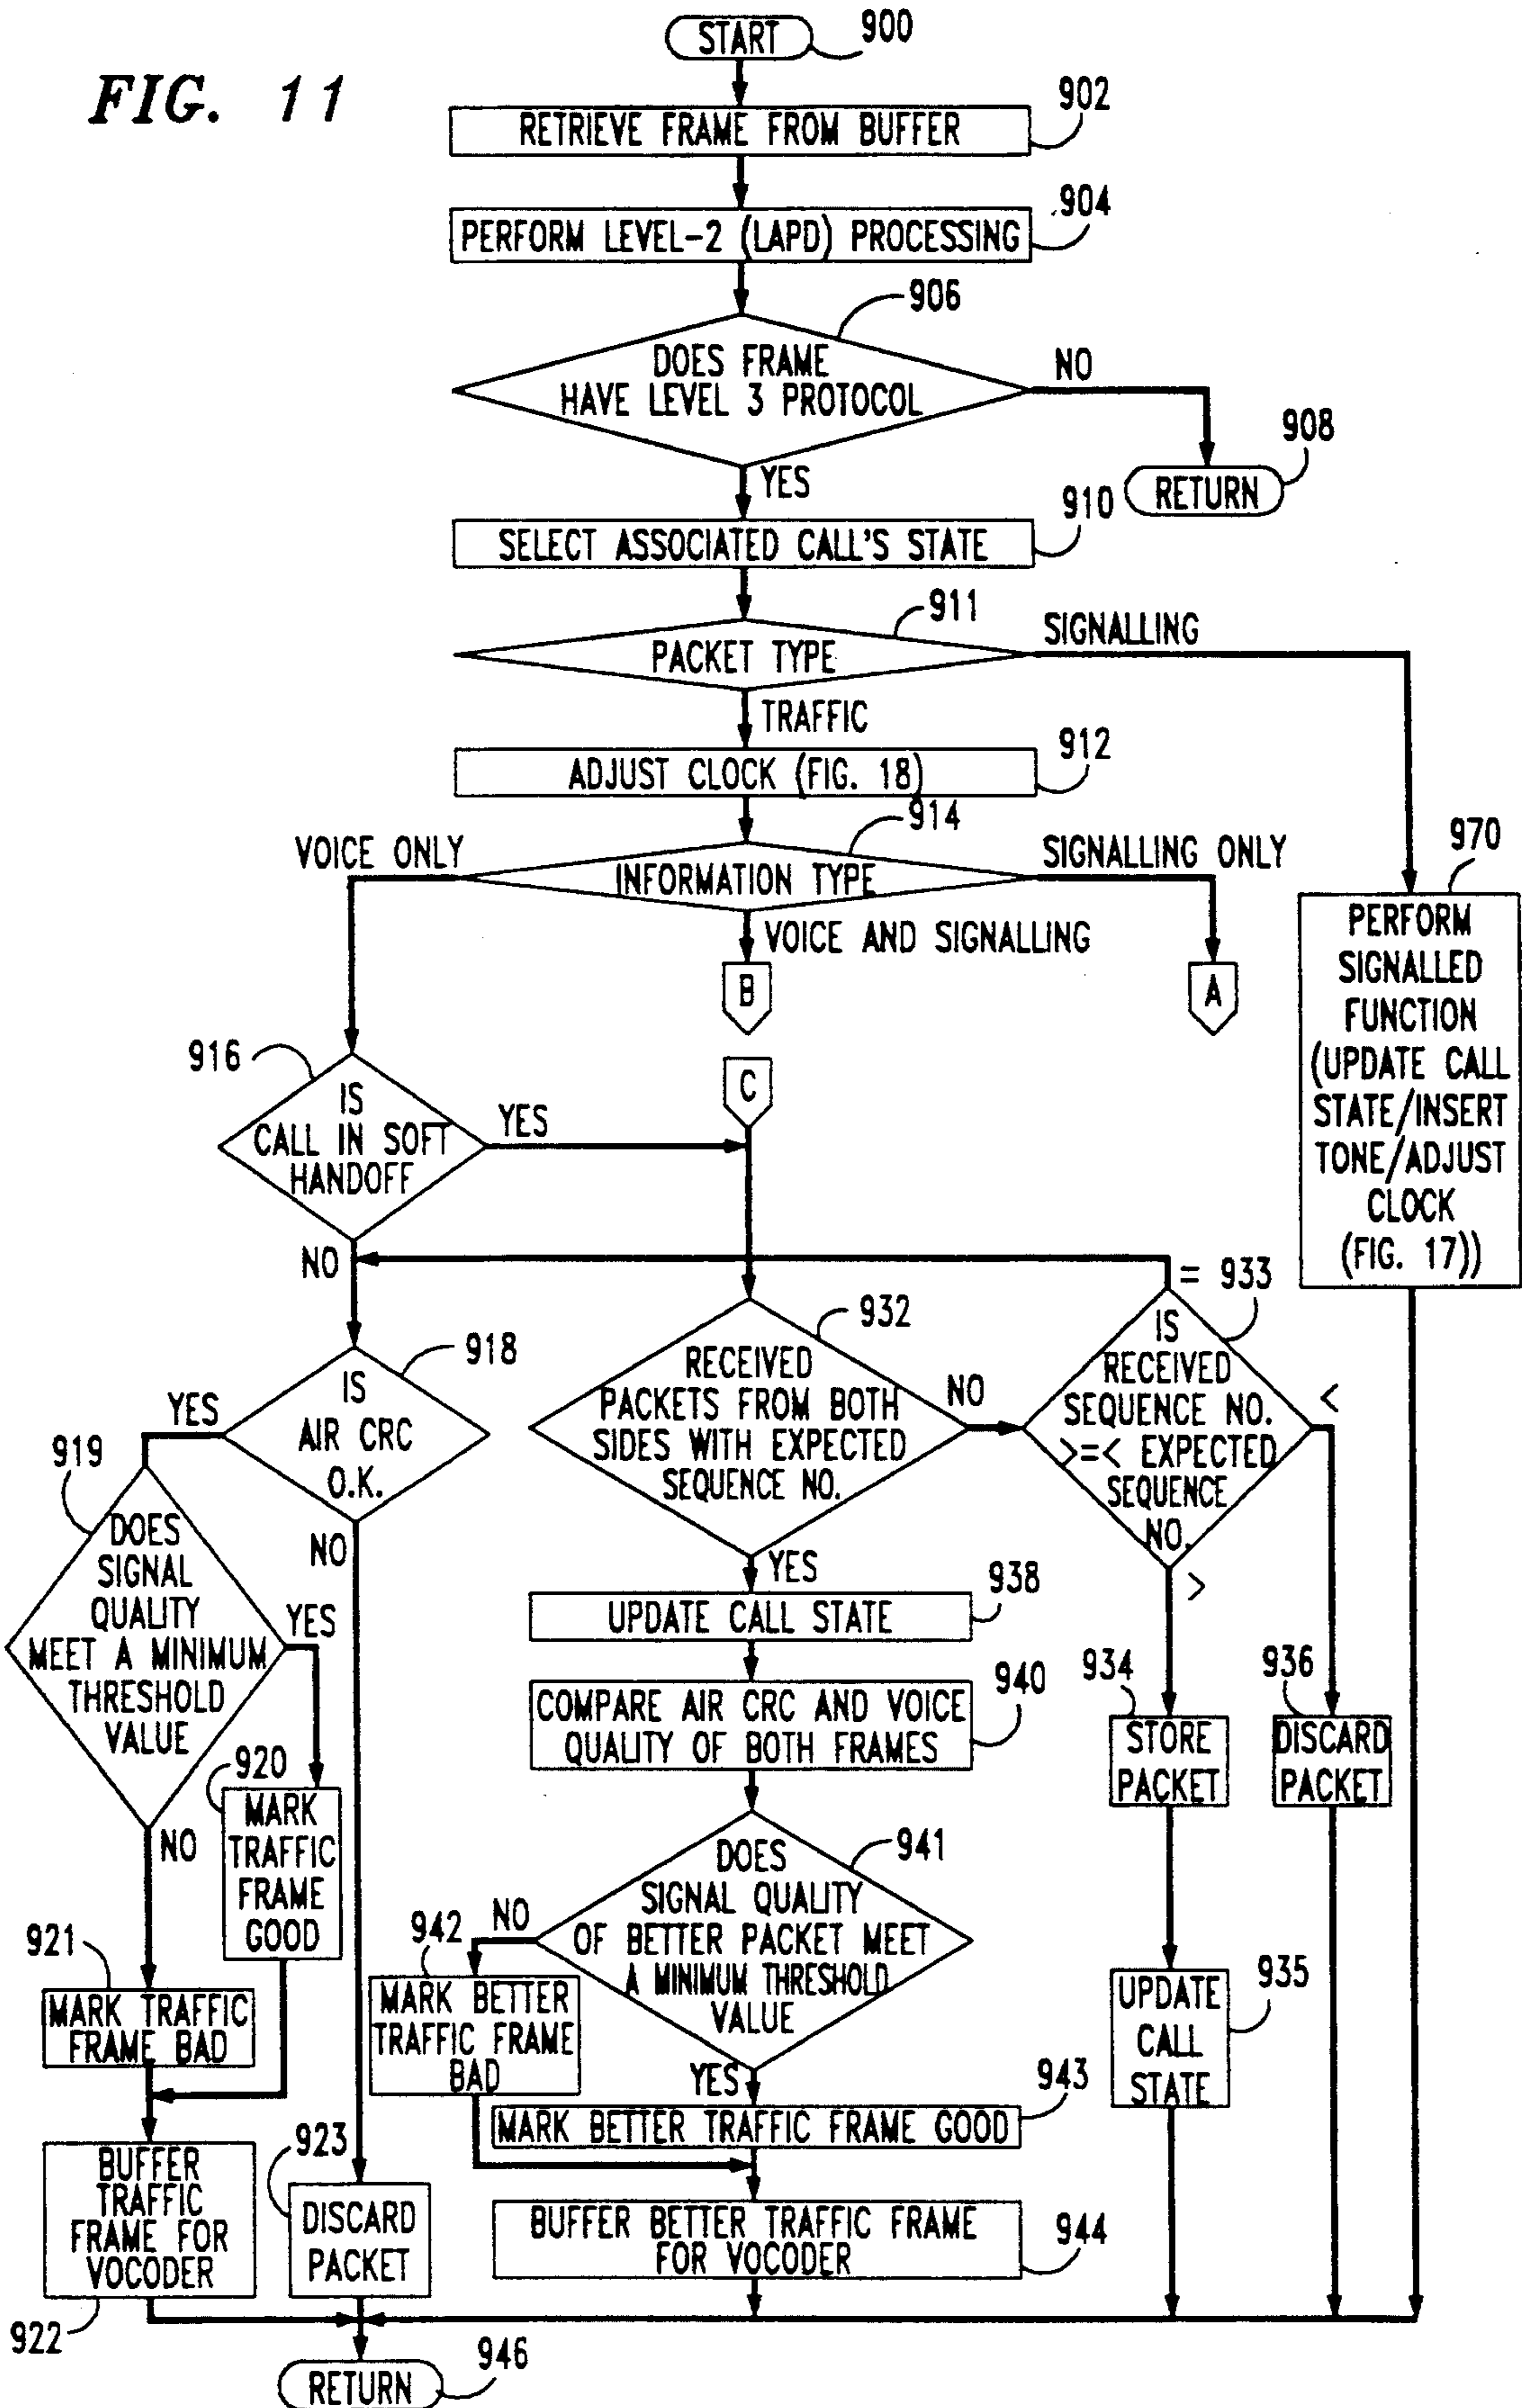 FIG. 11
START
900
RETRIEVE FRAME FROM BUFFER
902
PERFORM LEVEL-2 (LAPD) PROCESSING
904
906
DOES FRAME
HAVE LEVEL 3 PROTOCOL
NO
908
RETURN
YES
910
SELECT ASSOCIATED CALL'S STATE
911
PACKET TYPE
SIGNALLING
TRAFFIC
912
ADJUST CLOCK (FIG. 18)
914
INFORMATION TYPE
VOICE ONLY
SIGNALLING ONLY
VOICE AND SIGNALLING
B
A
970
PERFORM
SIGNALLED
FUNCTION
(UPDATE CALL
STATE/INSERT
TONE/ADJUST
CLOCK
(FIG. 17))
916
IS
CALL IN SOFT
HANDOFF
YES
C
NO
918
IS
AIR CRC
O.K.
YES
NO
932
RECEIVED
PACKETS FROM BOTH
SIDES WITH EXPECTED
SEQUENCE NO.
NO
= 933
IS
RECEIVED
SEQUENCE NO.
>=< EXPECTED
SEQUENCE
NO.
<
>
919
DOES
SIGNAL
QUALITY
MEET A MINIMUM
THRESHOLD
VALUE
YES
NO
920
MARK
TRAFFIC
FRAME
GOOD
921
MARK TRAFFIC
FRAME BAD
YES
938
UPDATE CALL STATE
940
COMPARE AIR CRC AND VOICE
QUALITY OF BOTH FRAMES
934
STORE
PACKET
936
DISCARD
PACKET
941
DOES
SIGNAL QUALITY
OF BETTER PACKET MEET
A MINIMUM THRESHOLD
VALUE
NO
942
MARK BETTER
TRAFFIC FRAME
BAD
YES
943
MARK BETTER TRAFFIC FRAME GOOD
935
UPDATE
CALL
STATE
BUFFER
TRAFFIC
FRAME FOR
VOCODER
922
923
DISCARD
PACKET
BUFFER BETTER TRAFFIC FRAME
FOR VOCODER
944
946
RETURN